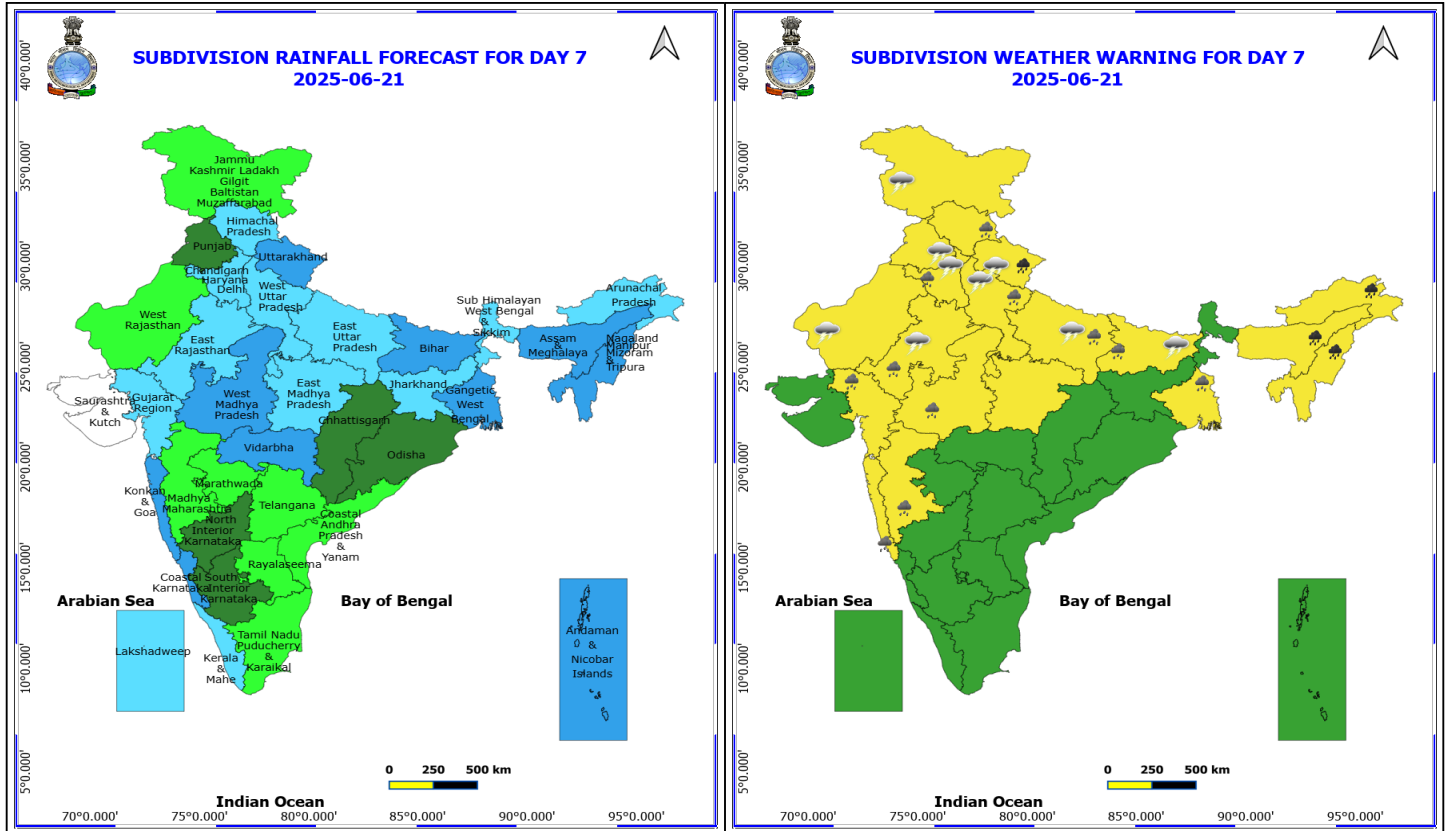 SUBDIVISION RAINFALL FORECAST FOR DAY 7
2025-06-21
40°0.000'
35°0.000'
30°0.000'
25°0.000'
20°0.000'
15°0.000'
10°0.000'
5°0.000'
Jammu
Kashmir Ladakh
Gilgit
Baltistan
Muzaffarabad
Himachal
Pradesh
Punjab
Uttarakhand
Chandigarh
Haryana
Delhi
West
Uttar
Pradesh
West
Rajasthan
East
Rajasthan
East
Uttar
Pradesh
Sub Himalayan
West Bengal
&
Sikkim
Arunachal
Pradesh
Bihar
Assam
&
Meghalaya
Nagaland
Manipur
Mizoram
&
Tripura
Saurashtra
&
Kutch
Gujarat
Region
West
Madhya
Pradesh
East
Madhya
Pradesh
Jharkhand
Gangetic
West
Bengal
Chhattisgarh
Vidarbha
Odisha
Konkan
&
Goa
Madhya
Maharashtra
Marathwada
Telangana
North
Interior
Karnataka
Coastal
Andhra
Pradesh
&
Yanam
Rayalaseema
Coastal
Karnataka
South
Interior
Karnataka
Arabian Sea
Bay of Bengal
Lakshadweep
Kerala
&
Mahe
Tamil Nadu
Puducherry
&
Karaikal
Andaman
&
Nicobar
Islands
0 250 500 km
Indian Ocean
70°0.000' 75°0.000' 80°0.000' 85°0.000' 90°0.000' 95°0.000'
SUBDIVISION WEATHER WARNING FOR DAY 7
2025-06-21
40°0.000'
35°0.000'
30°0.000'
25°0.000'
20°0.000'
15°0.000'
10°0.000'
5°0.000'
Arabian Sea
Bay of Bengal
0 250 500 km
Indian Ocean
70°0.000' 75°0.000' 80°0.000' 85°0.000' 90°0.000' 95°0.000'